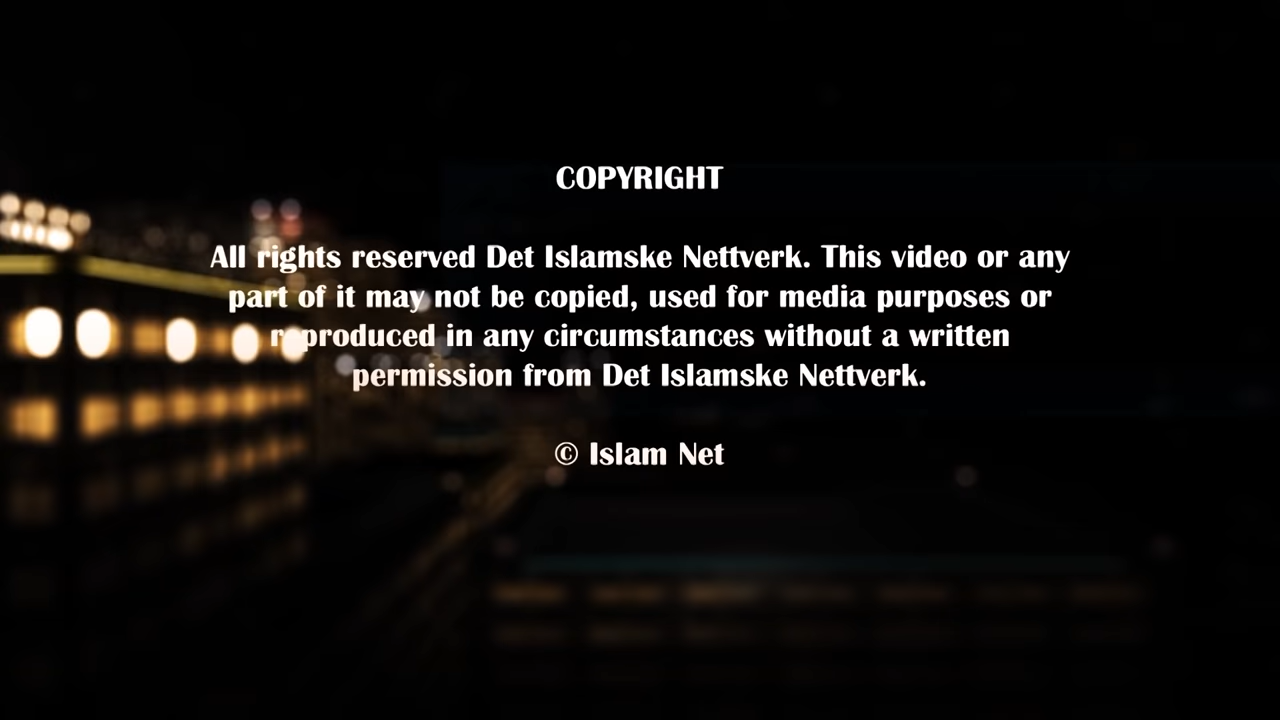 COPYRIGHT
All rights reserved Det Islamske Nettverk. This video or any
part of it may not be copied, used for media purposes or
reproduced in any circumstances without a written
permission from Det Islamske Nettverk.
© Islam Net